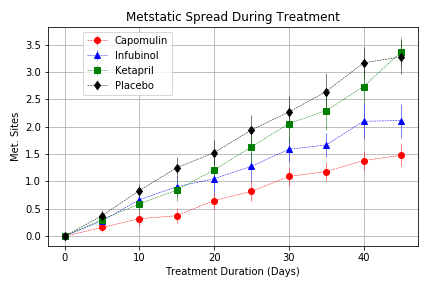 Metstatic Spread During Treatment
Capomulin
Infubinol
Ketapril
Placebo
Met. Sites
3.5
3.0
2.5
2.0
1.5
1.0
0.5
0.0
0 10 20 30 40
Treatment Duration (Days)